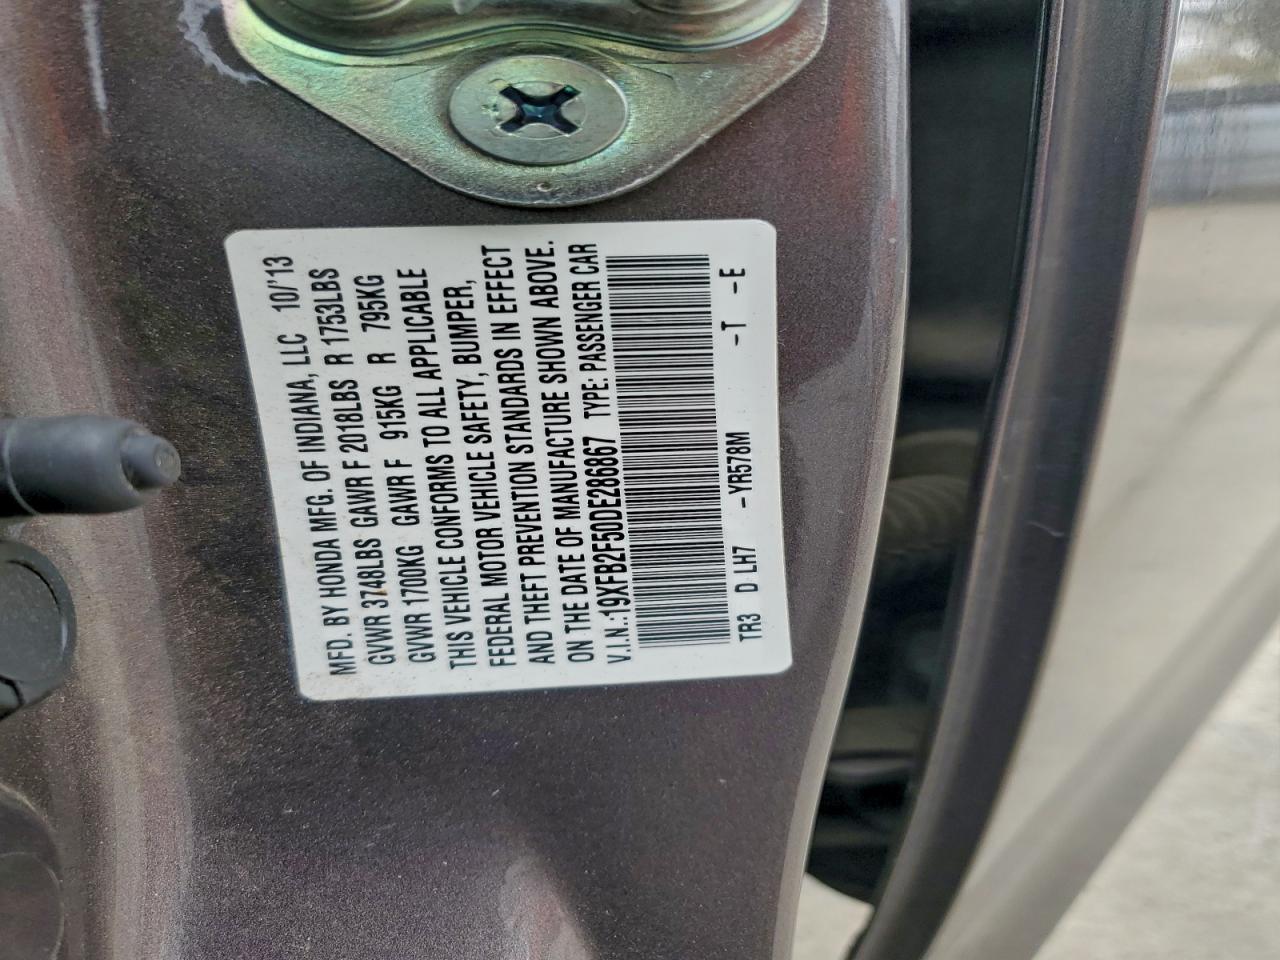 MFD. BY HONDA MFG. OF INDIANA, LLC 10/'13
GVWR 3748LBS GAWR F 2018LBS R 1753LBS
GVWR 1700KG GAWR F 915KG R 795KG
THIS VEHICLE CONFORMS TO ALL APPLICABLE
FEDERAL MOTOR VEHICLE SAFETY, BUMPER,
AND THEFT PREVENTION STANDARDS IN EFFECT
ON THE DATE OF MANUFACTURE SHOWN ABOVE.
V.I.N.:19XFB2F50DE286867 TYPE: PASSENGER CAR
TR3 D LH7 -YR578M -T -E